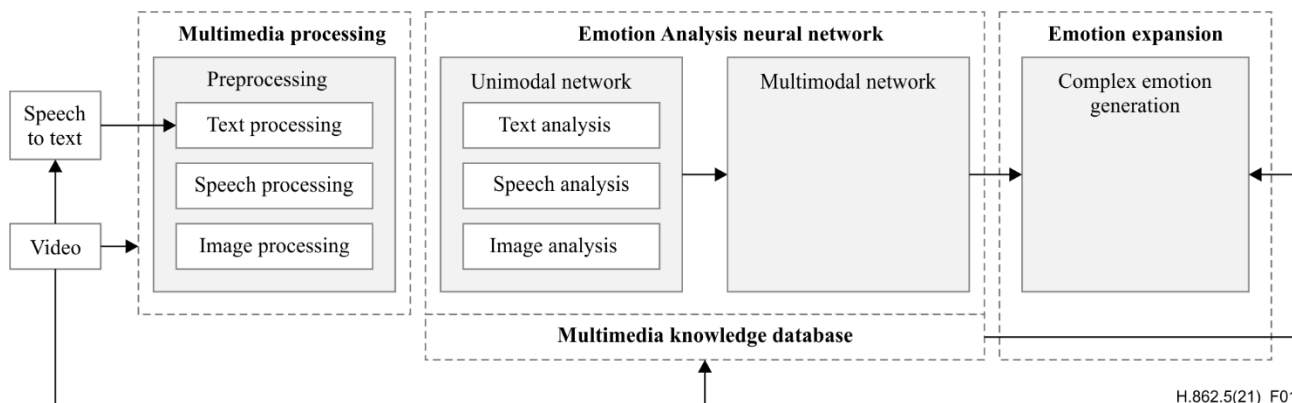 Multimedia processing
Emotion Analysis neural network
Emotion expansion
Preprocessing
Unimodal network
Multimodal network
Complex emotion
generation
Speech
to text
Text processing
Text analysis
Speech processing
Speech analysis
Video
Image processing
Image analysis
Multimedia knowledge database
H.862.5(21)_F01